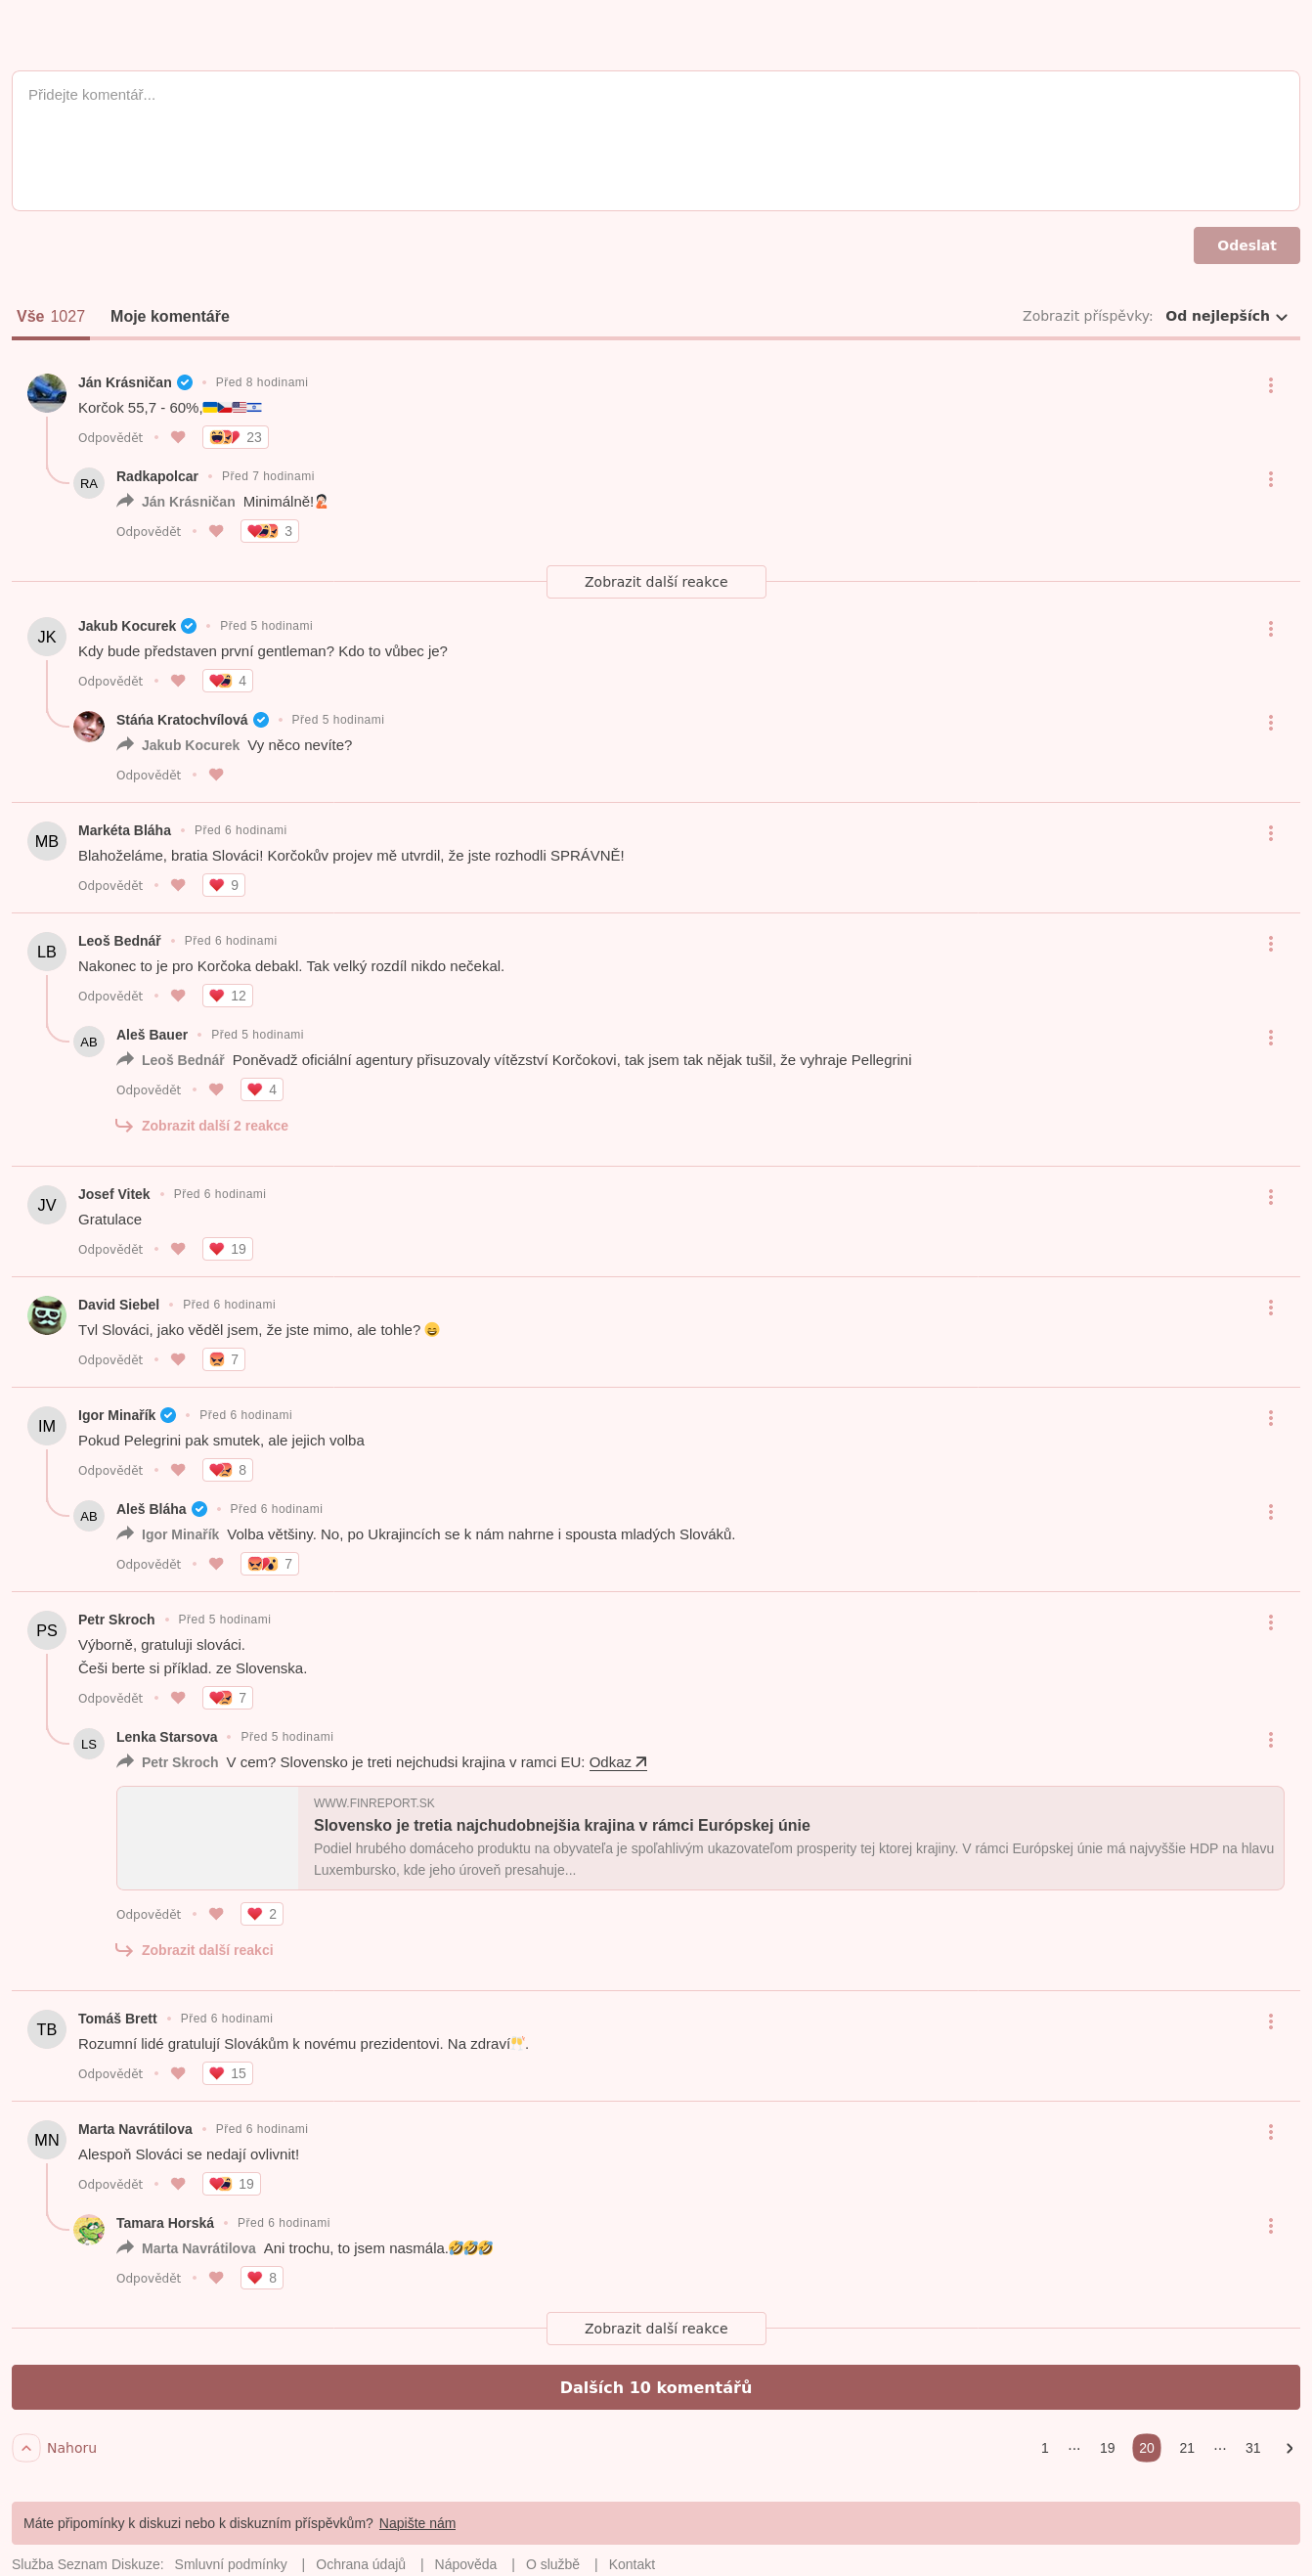 Přidejte komentář...
Odeslat
Vše 1027 Moje komentáře Zobrazit příspěvky: Od nejlepších
Ján Krásničan • Před 8 hodinami
Korčok 55,7 - 60%,🇺🇦🇨🇿🇺🇸🇮🇱
Odpovědět • 23
RA Radkapolcar • Před 7 hodinami
Ján Krásničan Minimálně!
Odpovědět • 3
Zobrazit další reakce
JK Jakub Kocurek • Před 5 hodinami
Kdy bude představen první gentleman? Kdo to vůbec je?
Odpovědět • 4
Stáńa Kratochvílová • Před 5 hodinami
Jakub Kocurek Vy něco nevíte?
Odpovědět •
MB Markéta Bláha • Před 6 hodinami
Blahoželáme, bratia Slováci! Korčokův projev mě utvrdil, že jste rozhodli SPRÁVNĚ!
Odpovědět • 9
LB Leoš Bednář • Před 6 hodinami
Nakonec to je pro Korčoka debakl. Tak velký rozdíl nikdo nečekal.
Odpovědět • 12
AB Aleš Bauer • Před 5 hodinami
Leoš Bednář Poněvadž oficiální agentury přisuzovaly vítězství Korčokovi, tak jsem tak nějak tušil, že vyhraje Pellegrini
Odpovědět • 4
Zobrazit další 2 reakce
JV Josef Vitek • Před 6 hodinami
Gratulace
Odpovědět • 19
David Siebel • Před 6 hodinami
Tvl Slováci, jako věděl jsem, že jste mimo, ale tohle? 😄
Odpovědět • 7
IM Igor Minařík • Před 6 hodinami
Pokud Pelegrini pak smutek, ale jejich volba
Odpovědět • 8
AB Aleš Bláha • Před 6 hodinami
Igor Minařík Volba většiny. No, po Ukrajincích se k nám nahrne i spousta mladých Slováků.
Odpovědět • 7
PS Petr Skroch • Před 5 hodinami
Výborně, gratuluji slováci.
Češi berte si příklad. ze Slovenska.
Odpovědět • 7
LS Lenka Starsova • Před 5 hodinami
Petr Skroch V cem? Slovensko je treti nejchudsi krajina v ramci EU: Odkaz
WWW.FINREPORT.SK
Slovensko je tretia najchudobnejšia krajina v rámci Európskej únie
Podiel hrubého domáceho produktu na obyvateľa je spoľahlivým ukazovateľom prosperity tej ktorej krajiny. V rámci Európskej únie má najvyššie HDP na hlavu
Luxembursko, kde jeho úroveň presahuje...
Odpovědět • 2
Zobrazit další reakci
TB Tomáš Brett • Před 6 hodinami
Rozumní lidé gratulují Slovákům k novému prezidentovi. Na zdraví🥂.
Odpovědět • 15
MN Marta Navrátilova • Před 6 hodinami
Alespoň Slováci se nedají ovlivnit!
Odpovědět • 19
Tamara Horská • Před 6 hodinami
Marta Navrátilova Ani trochu, to jsem nasmála.🤣🤣🤣
Odpovědět • 8
Zobrazit další reakce
Dalších 10 komentářů
Nahoru 1 ... 19 20 21 ... 31
Máte připomínky k diskuzi nebo k diskuzním příspěvkům? Napište nám
Služba Seznam Diskuze: Smluvní podmínky | Ochrana údajů | Nápověda | O službě | Kontakt